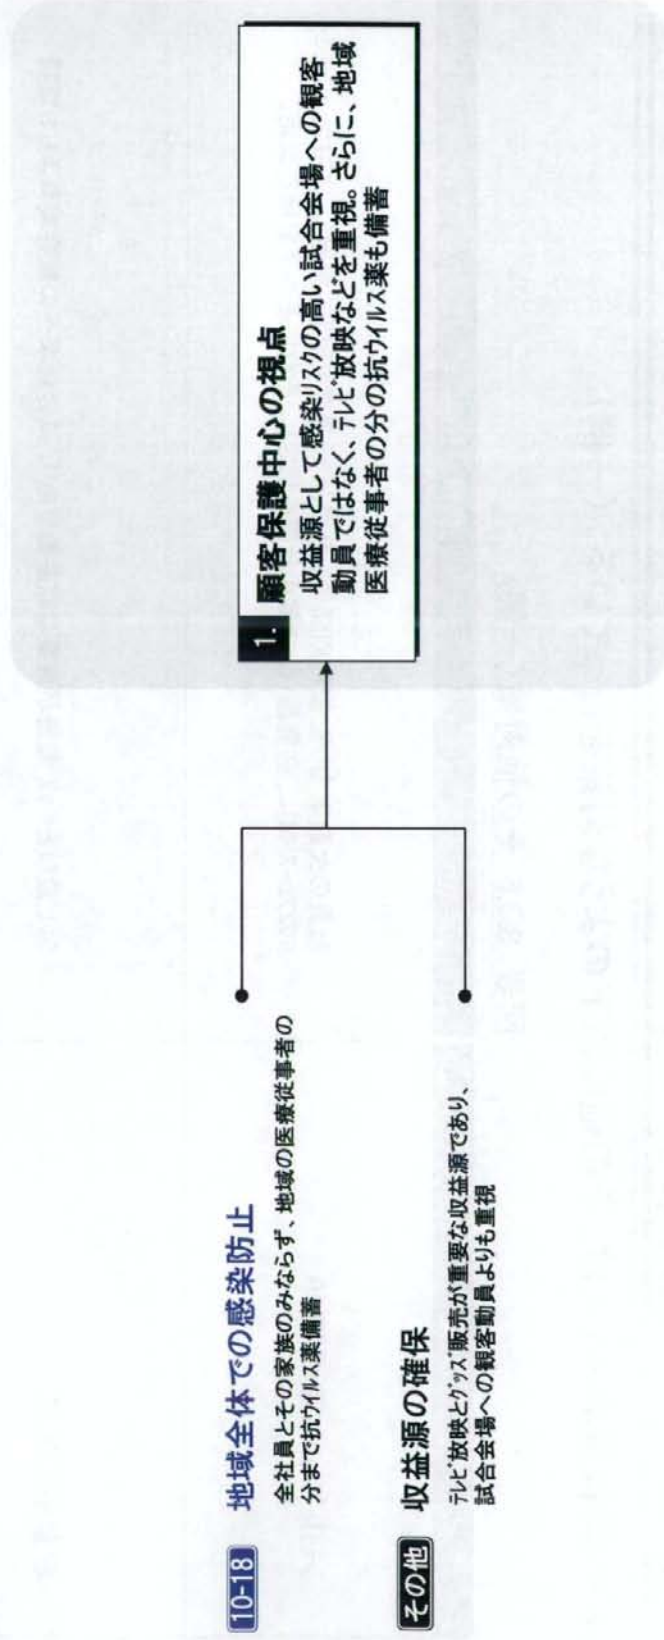 10-18 地域全体での感染防止
全社員とその家族のみならず、地域の医療従事者の
分まで抗ウイルス薬備蓄
その他 収益源の確保
テレビ放映とグッズ販売が重要な収益源であり、
試合会場への観客動員よりも重視
1. 顧客保護中心の視点
収益源として感染リスクの高い試合会場への観客
動員ではなく、テレビ放映などを重視。さらに、地域
医療従事者の分の抗ウイルス薬も備蓄